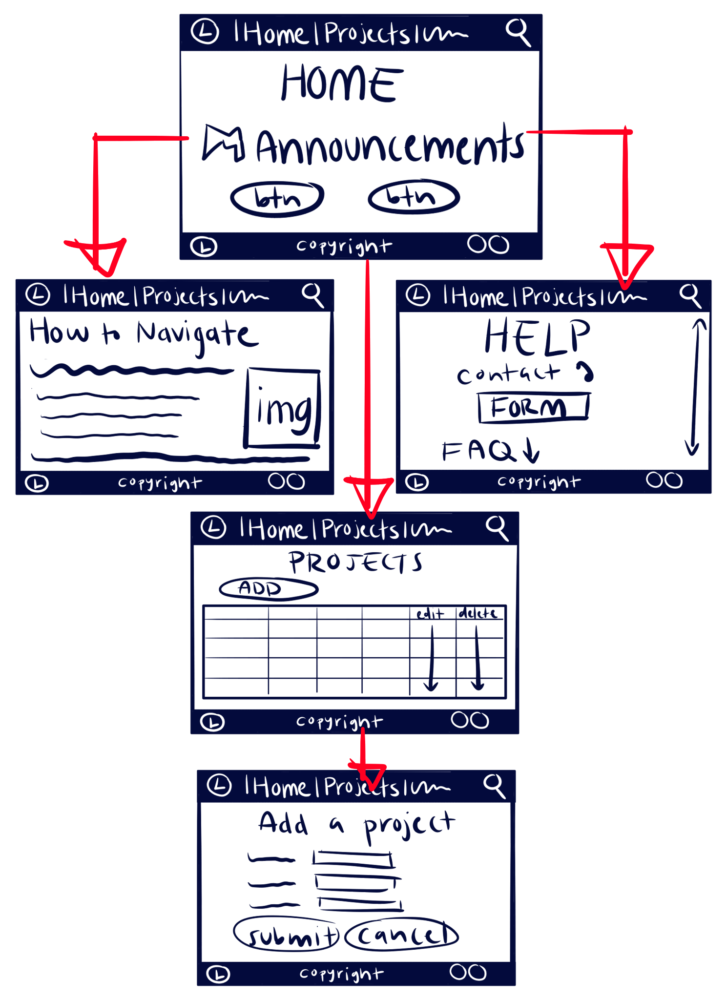 L |Home|Projects|
HOME
Announcements
btn btn
L copyright
L |Home|Projects|
How to Navigate
img
L copyright
L |Home|Projects|
HELP
contact
FORM
FAQ
L copyright
L |Home|Projects|
PROJECTS
ADD
edit delete
L copyright
L |Home|Projects|
Add a project
submit cancel
L copyright